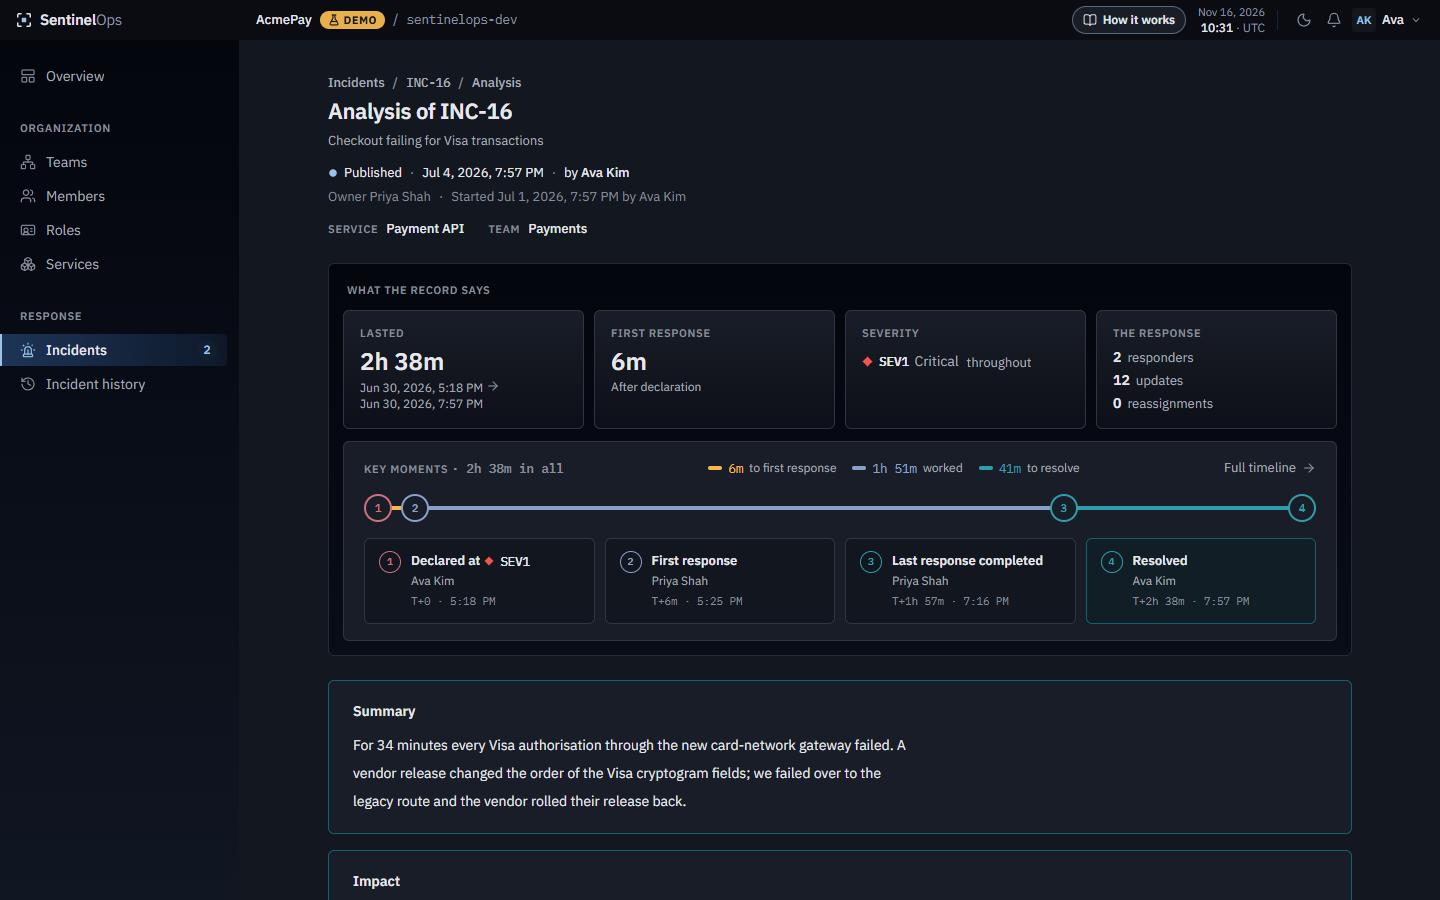 SentinelOps
AcmePay DEMO / sentinelops-dev
How it works
Nov 16, 2026
10:31 · UTC
AK Ava
Overview
ORGANIZATION
Teams
Members
Roles
Services
RESPONSE
Incidents 2
Incident history
Incidents / INC-16 / Analysis
Analysis of INC-16
Checkout failing for Visa transactions
Published · Jul 4, 2026, 7:57 PM · by Ava Kim
Owner Priya Shah · Started Jul 1, 2026, 7:57 PM by Ava Kim
SERVICE Payment API TEAM Payments
WHAT THE RECORD SAYS
LASTED
2h 38m
Jun 30, 2026, 5:18 PM →
Jun 30, 2026, 7:57 PM
FIRST RESPONSE
6m
After declaration
SEVERITY
SEV1 Critical throughout
THE RESPONSE
2 responders
12 updates
0 reassignments
KEY MOMENTS · 2h 38m in all
6m to first response
1h 51m worked
41m to resolve
Full timeline →
1 2 3 4
1 Declared at SEV1
Ava Kim
T+0 · 5:18 PM
2 First response
Priya Shah
T+6m · 5:25 PM
3 Last response completed
Priya Shah
T+1h 57m · 7:16 PM
4 Resolved
Ava Kim
T+2h 38m · 7:57 PM
Summary
For 34 minutes every Visa authorisation through the new card-network gateway failed. A
vendor release changed the order of the Visa cryptogram fields; we failed over to the
legacy route and the vendor rolled their release back.
Impact